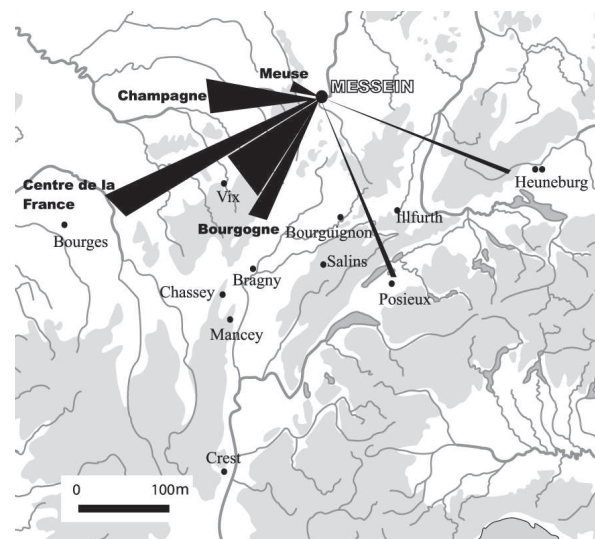 Meuse
MESSEIN
Champagne
Heuneburg
Centre de la
France
Vix
Illfurth
Bourges
Bourgogne
Bourguignon
Salins
Bragny
Chassey
Posieux
Mancey
Crest
0
100m